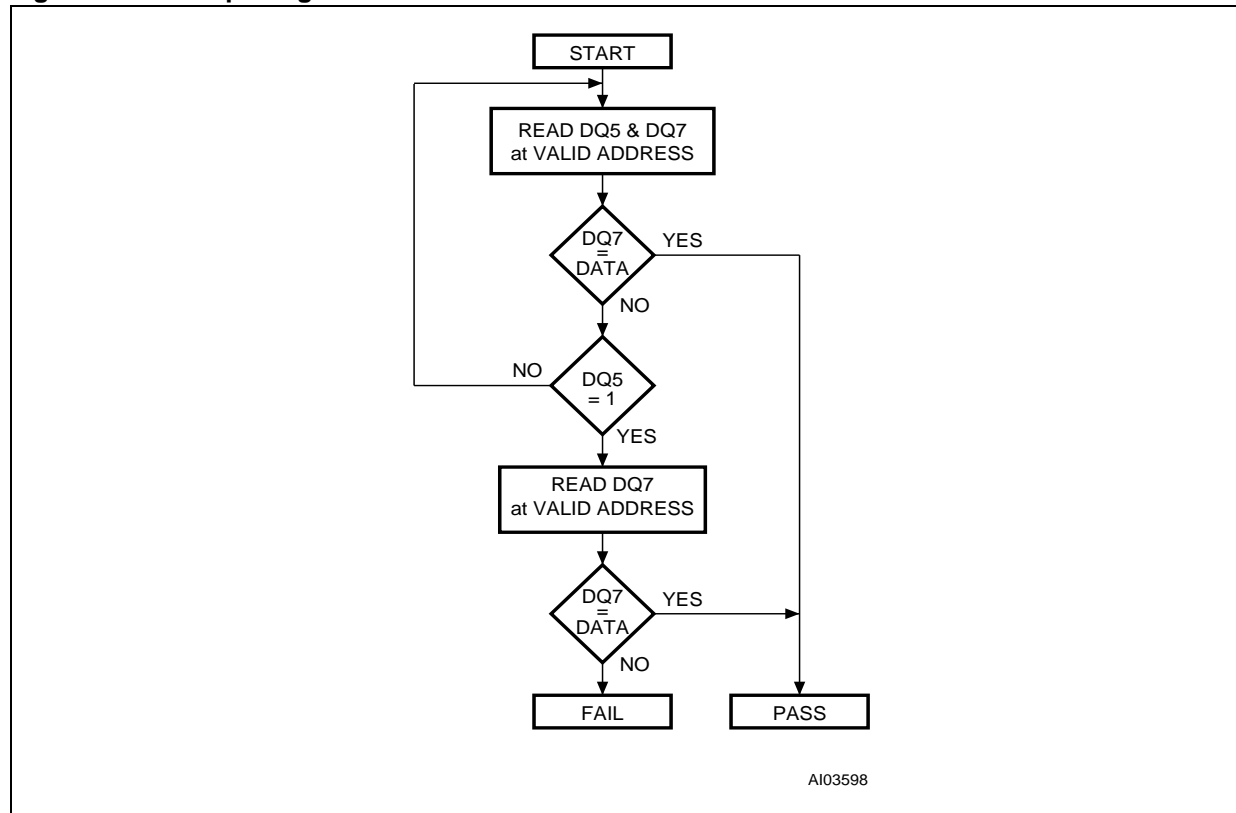 START
READ DQ5 & DQ7
at VALID ADDRESS
DQ7
=
DATA
YES
NO
DQ5
= 1
NO
YES
READ DQ7
at VALID ADDRESS
DQ7
=
DATA
YES
NO
FAIL
PASS
AI03598